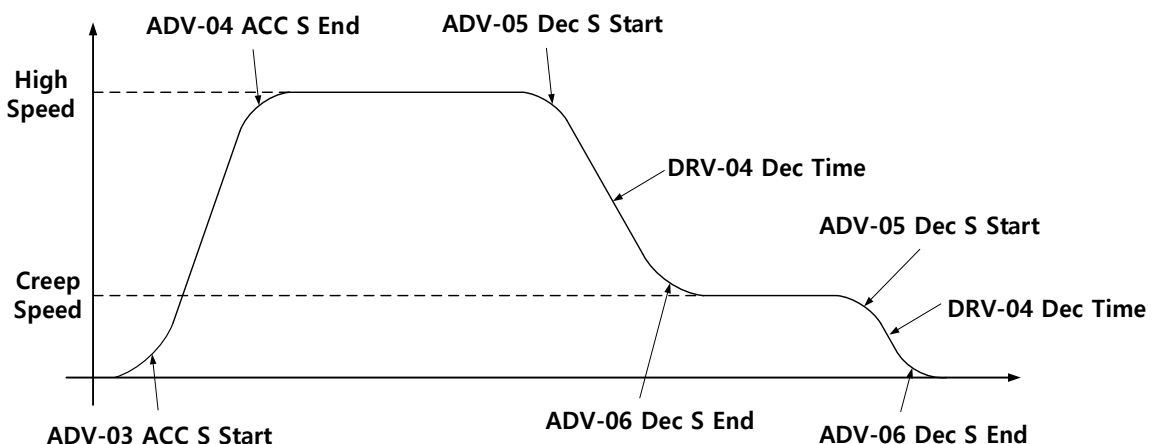 ADV-04 ACC S End
ADV-05 Dec S Start
High
Speed
DRV-04 Dec Time
ADV-05 Dec S Start
Creep
Speed
DRV-04 Dec Time
ADV-03 ACC S Start
ADV-06 Dec S End
ADV-06 Dec S End